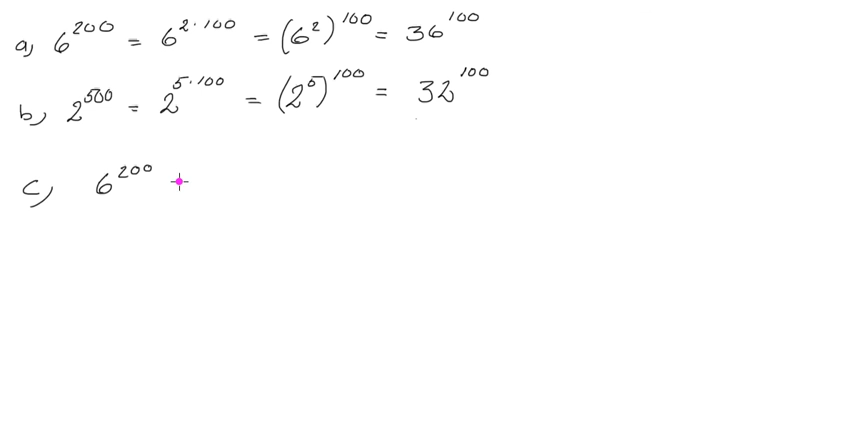 a) 6^200 = 6^2·100 = (6^2)^100 = 36^100
b) 2^500 = 2^5·100 = (2^5)^100 = 32^100
c) 6^200